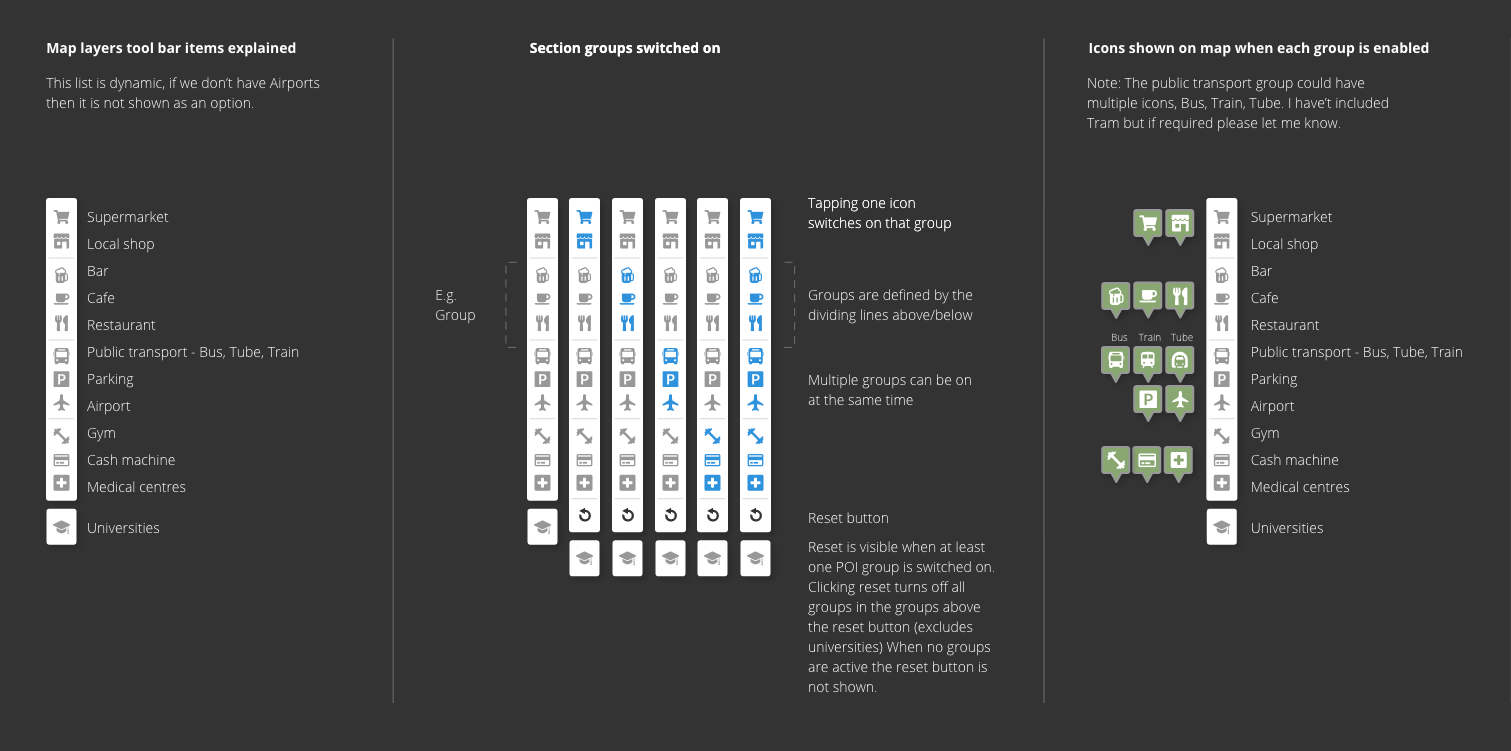 Map layers tool bar items explained
This list is dynamic, if we don’t have Airports
then it is not shown as an option.
Supermarket
Local shop
Bar
Cafe
Restaurant
Public transport - Bus, Tube, Train
P
Parking
Airport
Gym
Cash machine
Medical centres
Universities
Section groups switched on
E.g.
Group
P P P P P P
Tapping one icon
switches on that group
Groups are defined by the
dividing lines above/below
Multiple groups can be on
at the same time
Reset button
Reset is visible when at least
one POI group is switched on.
Clicking reset turns off all
groups in the groups above
the reset button (excludes
universities) When no groups
are active the reset button is
not shown.
Icons shown on map when each group is enabled
Note: The public transport group could have
multiple icons, Bus, Train, Tube. I have’t included
Tram but if required please let me know.
Bus Train Tube
P
Supermarket
Local shop
Bar
Cafe
Restaurant
Public transport - Bus, Tube, Train
P
Parking
Airport
Gym
Cash machine
Medical centres
Universities